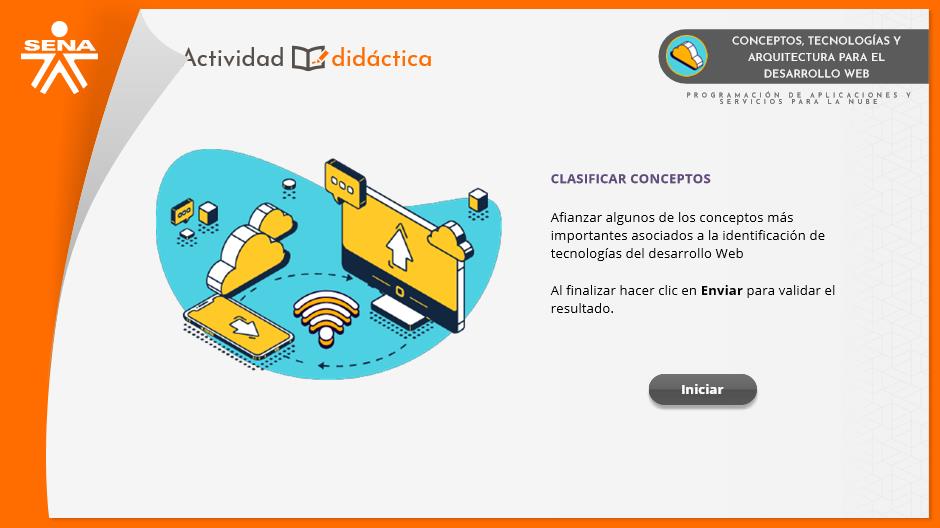 SENA
Actividad didáctica
CONCEPTOS, TECNOLOGÍAS Y
ARQUITECTURA PARA EL
DESARROLLO WEB
PROGRAMACIÓN DE APLICACIONES Y
SERVICIOS PARA LA NUBE
CLASIFICAR CONCEPTOS
Afianzar algunos de los conceptos más
importantes asociados a la identificación de
tecnologías del desarrollo Web
Al finalizar hacer clic en Enviar para validar el
resultado.
Iniciar